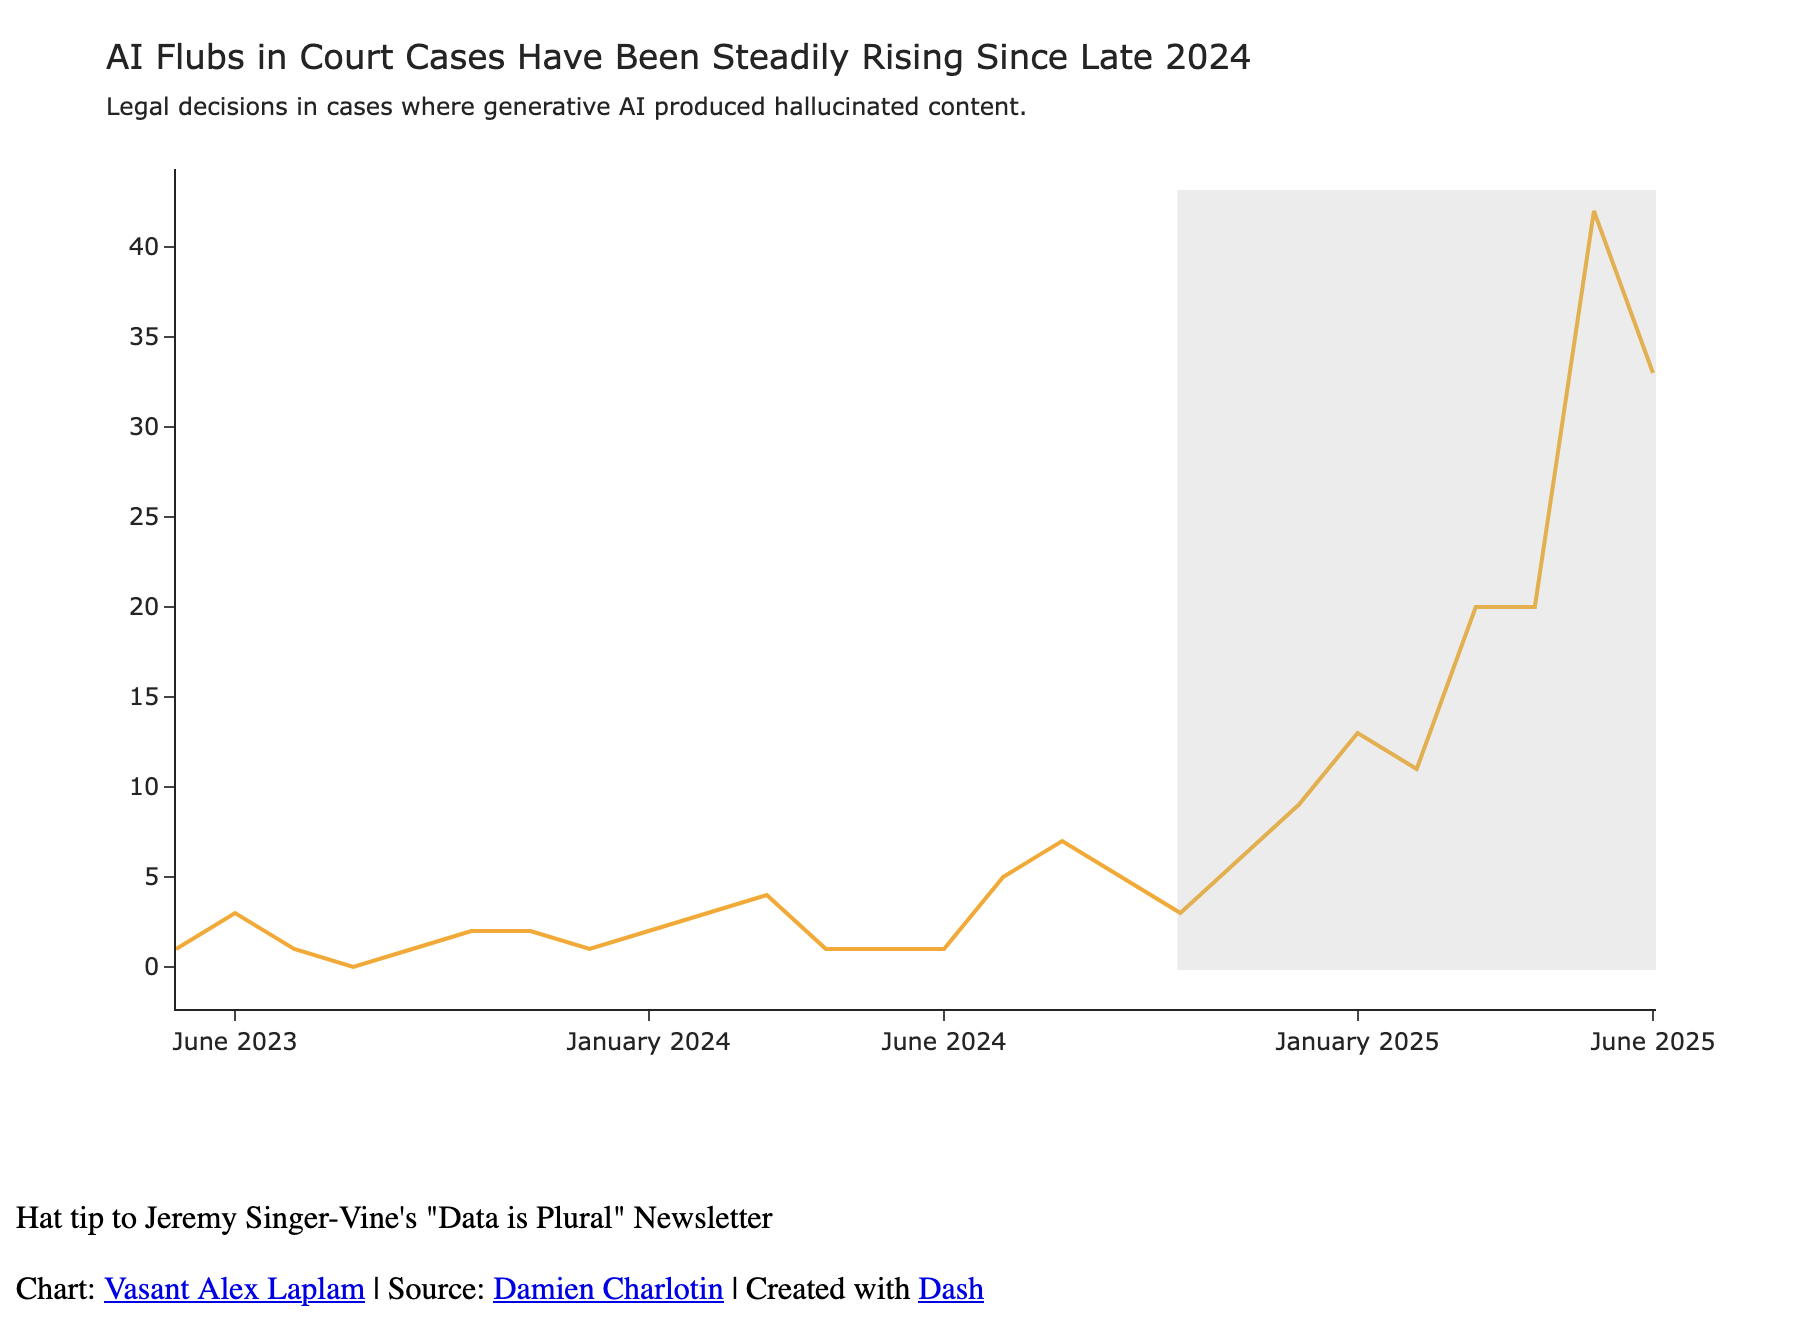 AI Flubs in Court Cases Have Been Steadily Rising Since Late 2024
Legal decisions in cases where generative AI produced hallucinated content.
40
35
30
25
20
15
10
5
0
June 2023
January 2024
June 2024
January 2025
June 2025
Hat tip to Jeremy Singer-Vine's "Data is Plural" Newsletter
Chart: Vasant Alex Laplam | Source: Damien Charlotin | Created with Dash